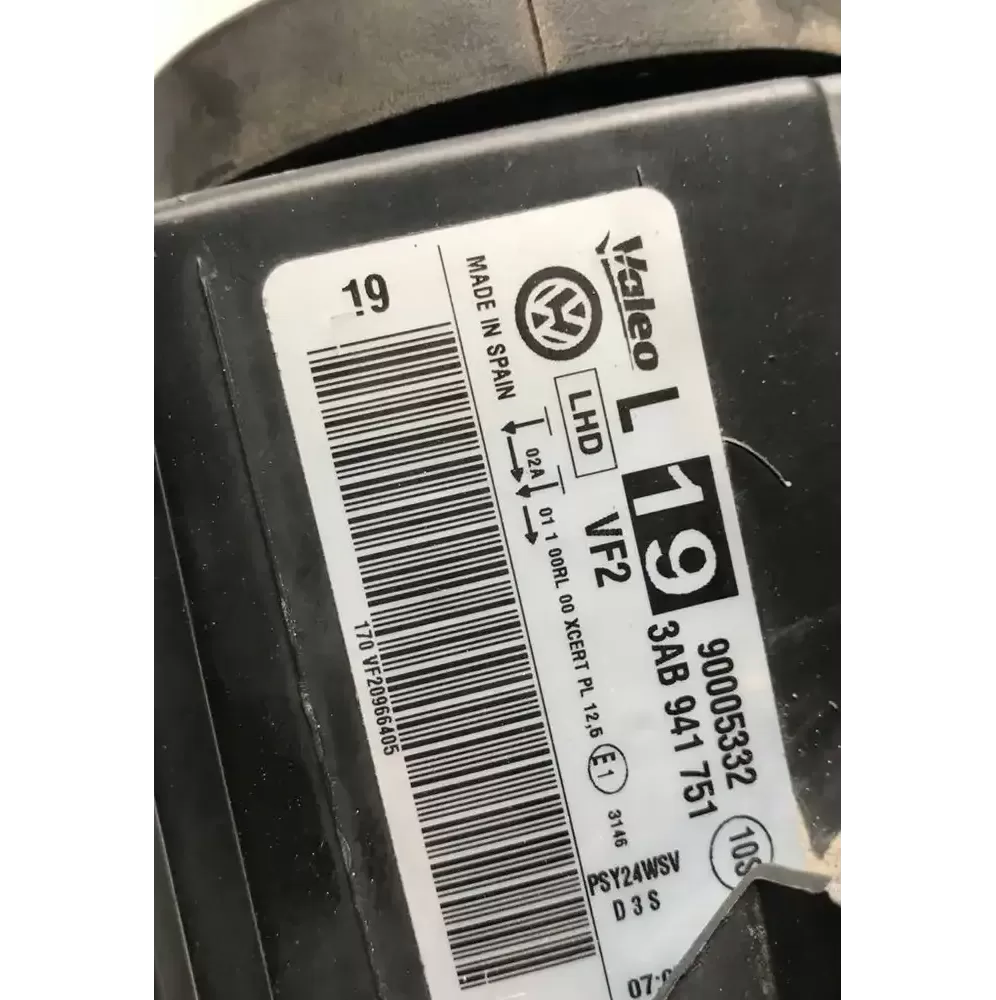 Valeo
L 19 90005332
LHD VF2 3AB 941 751
10S
MADE IN SPAIN
02A 01 1 00RL 00 XCERT PL 12,5 E1 3146
PSY24WSV
D3S
19
170 VF20966405